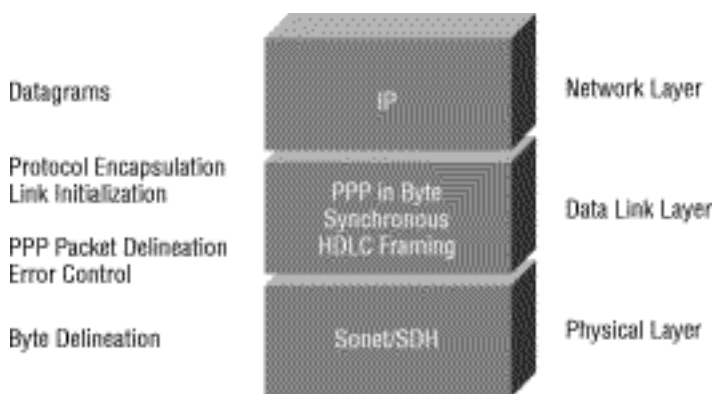 Datagrams
IP
Network Layer
Protocol Encapsulation
Link Initialization
PPP Packet Delineation
Error Control
PPP in Byte
Synchronous
HDLC Framing
Data Link Layer
Byte Delineation
Sonet/SDH
Physical Layer